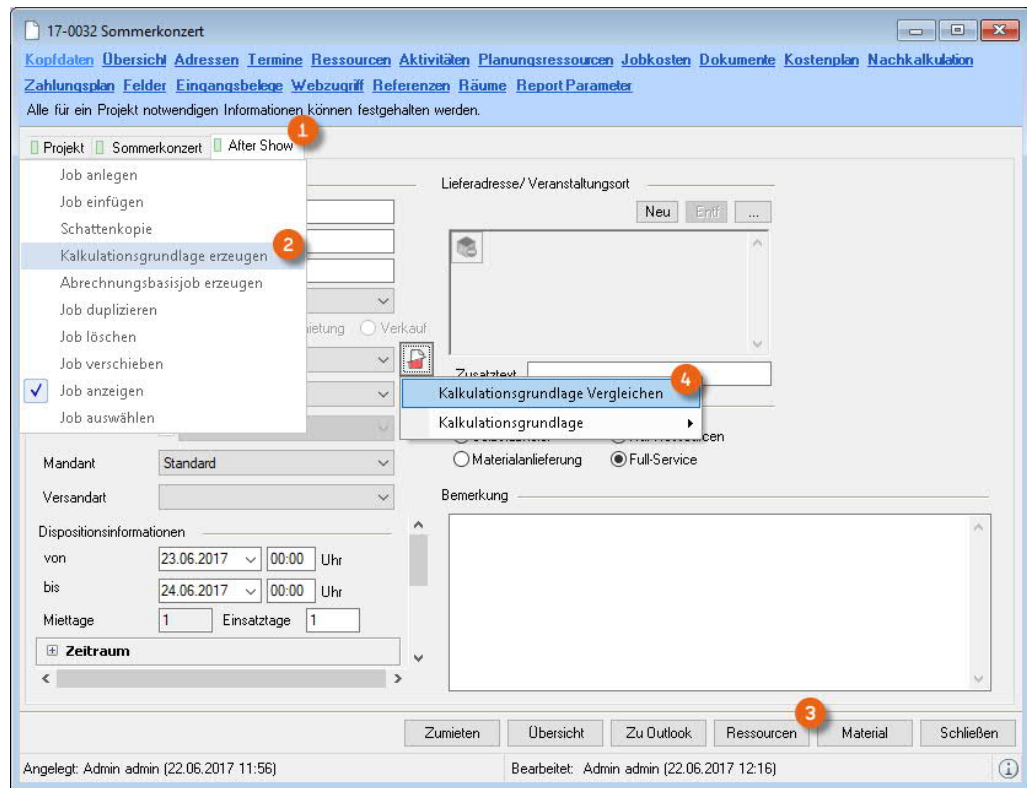 17-0032 Sommerkonzert
Kopfdaten Übersicht Adressen Termine Ressourcen Aktivitäten Planungsressourcen Jobkosten Dokumente Kostenplan Nachkalkulation
Zahlungsplan Felder Eingangsbelege Webzugriff Referenzen Räume Report Parameter
Alle für ein Projekt notwendigen Informationen können festgehalten werden.
1
Projekt Sommerkonzert After Show
Job anlegen
Job einfügen
Schattenkopie
Kalkulationsgrundlage erzeugen
2
Abrechnungsbasisjob erzeugen
Job duplizieren
Job löschen
Job verschieben
Job anzeigen
Job auswählen
Lieferadresse/ Veranstaltungsort
Neu Entf ...
Verkauf
Zusatztext
4
Kalkulationsgrundlage Vergleichen
Kalkulationsgrundlage
Materialanlieferung Full-Service
Mandant Standard
Versandart
Bemerkung
Dispositionsinformationen
von 23.06.2017 00:00 Uhr
bis 24.06.2017 00:00 Uhr
Miettage 1 Einsatztage 1
Zeitraum
3
Zumieten Übersicht Zu Outlook Ressourcen Material Schließen
Angelegt: Admin admin (22.06.2017 11:56) Bearbeitet: Admin admin (22.06.2017 12:16)